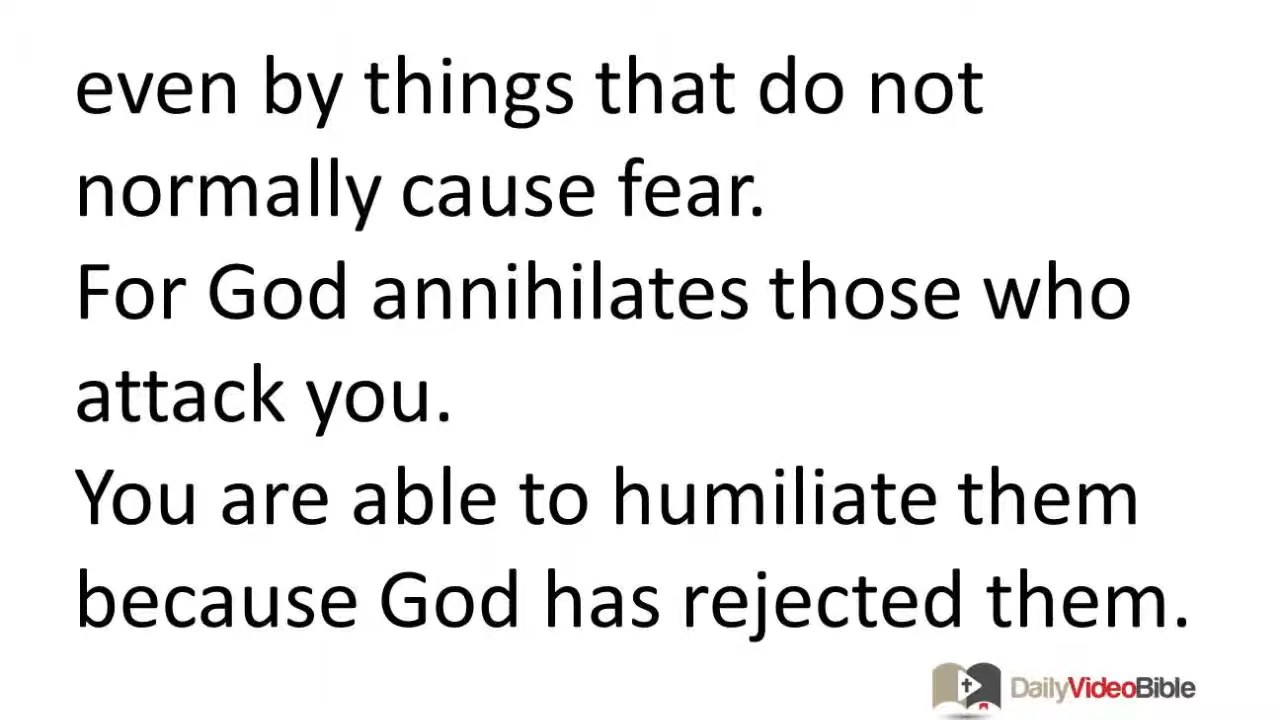 even by things that do not
normally cause fear.
For God annihilates those who
attack you.
You are able to humiliate them
because God has rejected them.
DailyVideoBible